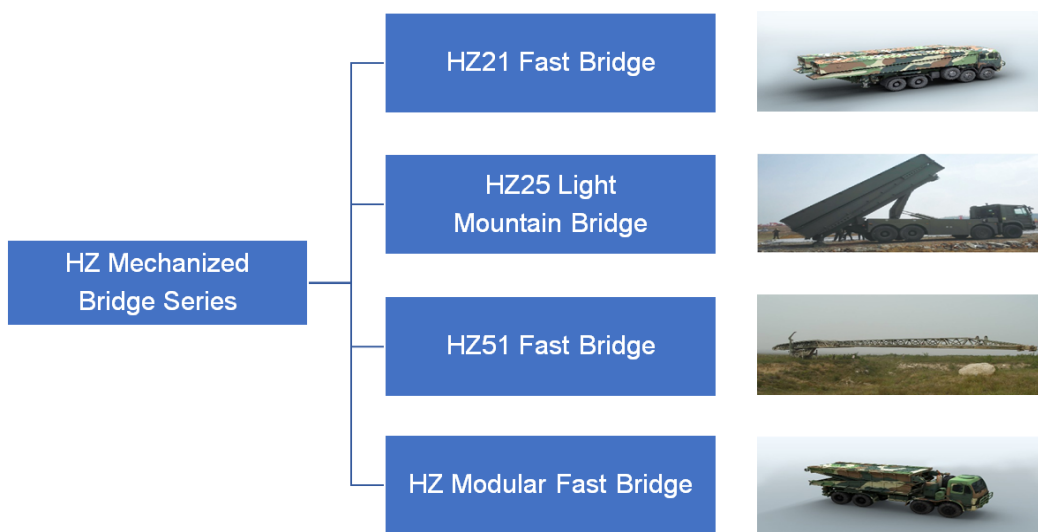 HZ21 Fast Bridge
HZ25 Light
Mountain Bridge
HZ Mechanized
Bridge Series
HZ51 Fast Bridge
HZ Modular Fast Bridge